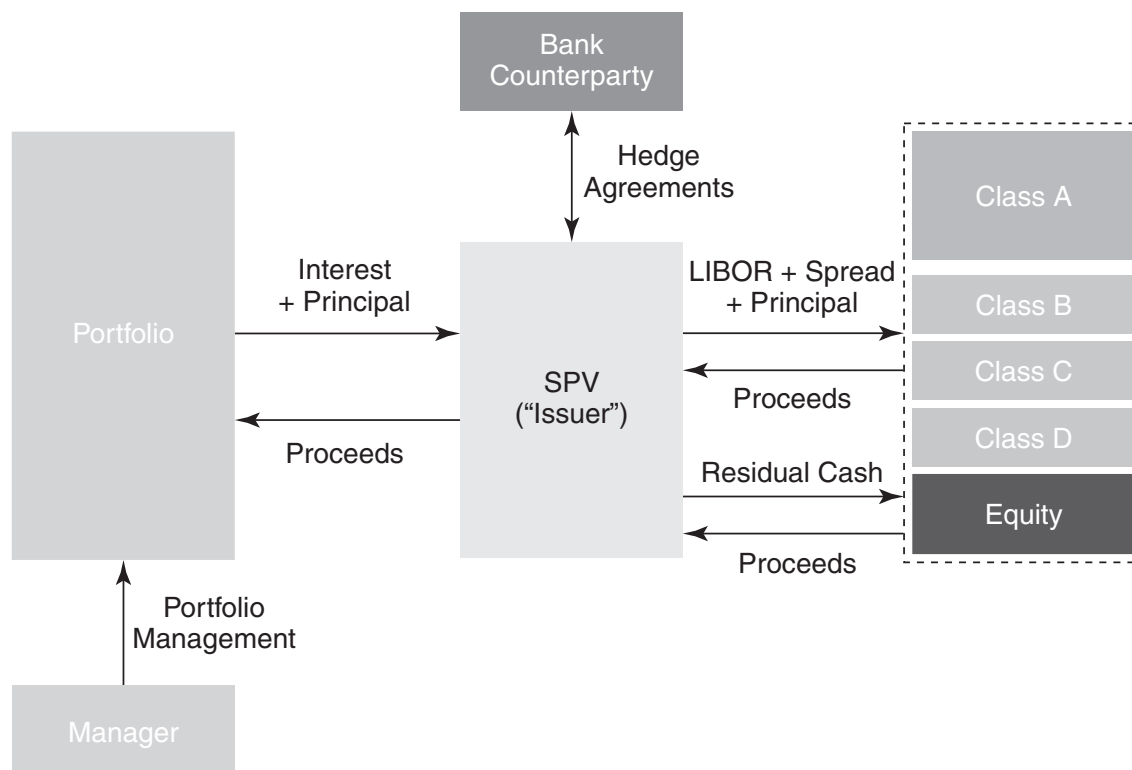 Bank
Counterparty
Hedge
Agreements
Class A
Interest
+ Principal
LIBOR + Spread
+ Principal
Class B
Portfolio
SPV
(“Issuer”)
Class C
Proceeds
Proceeds
Class D
Residual Cash
Equity
Proceeds
Portfolio
Management
Manager